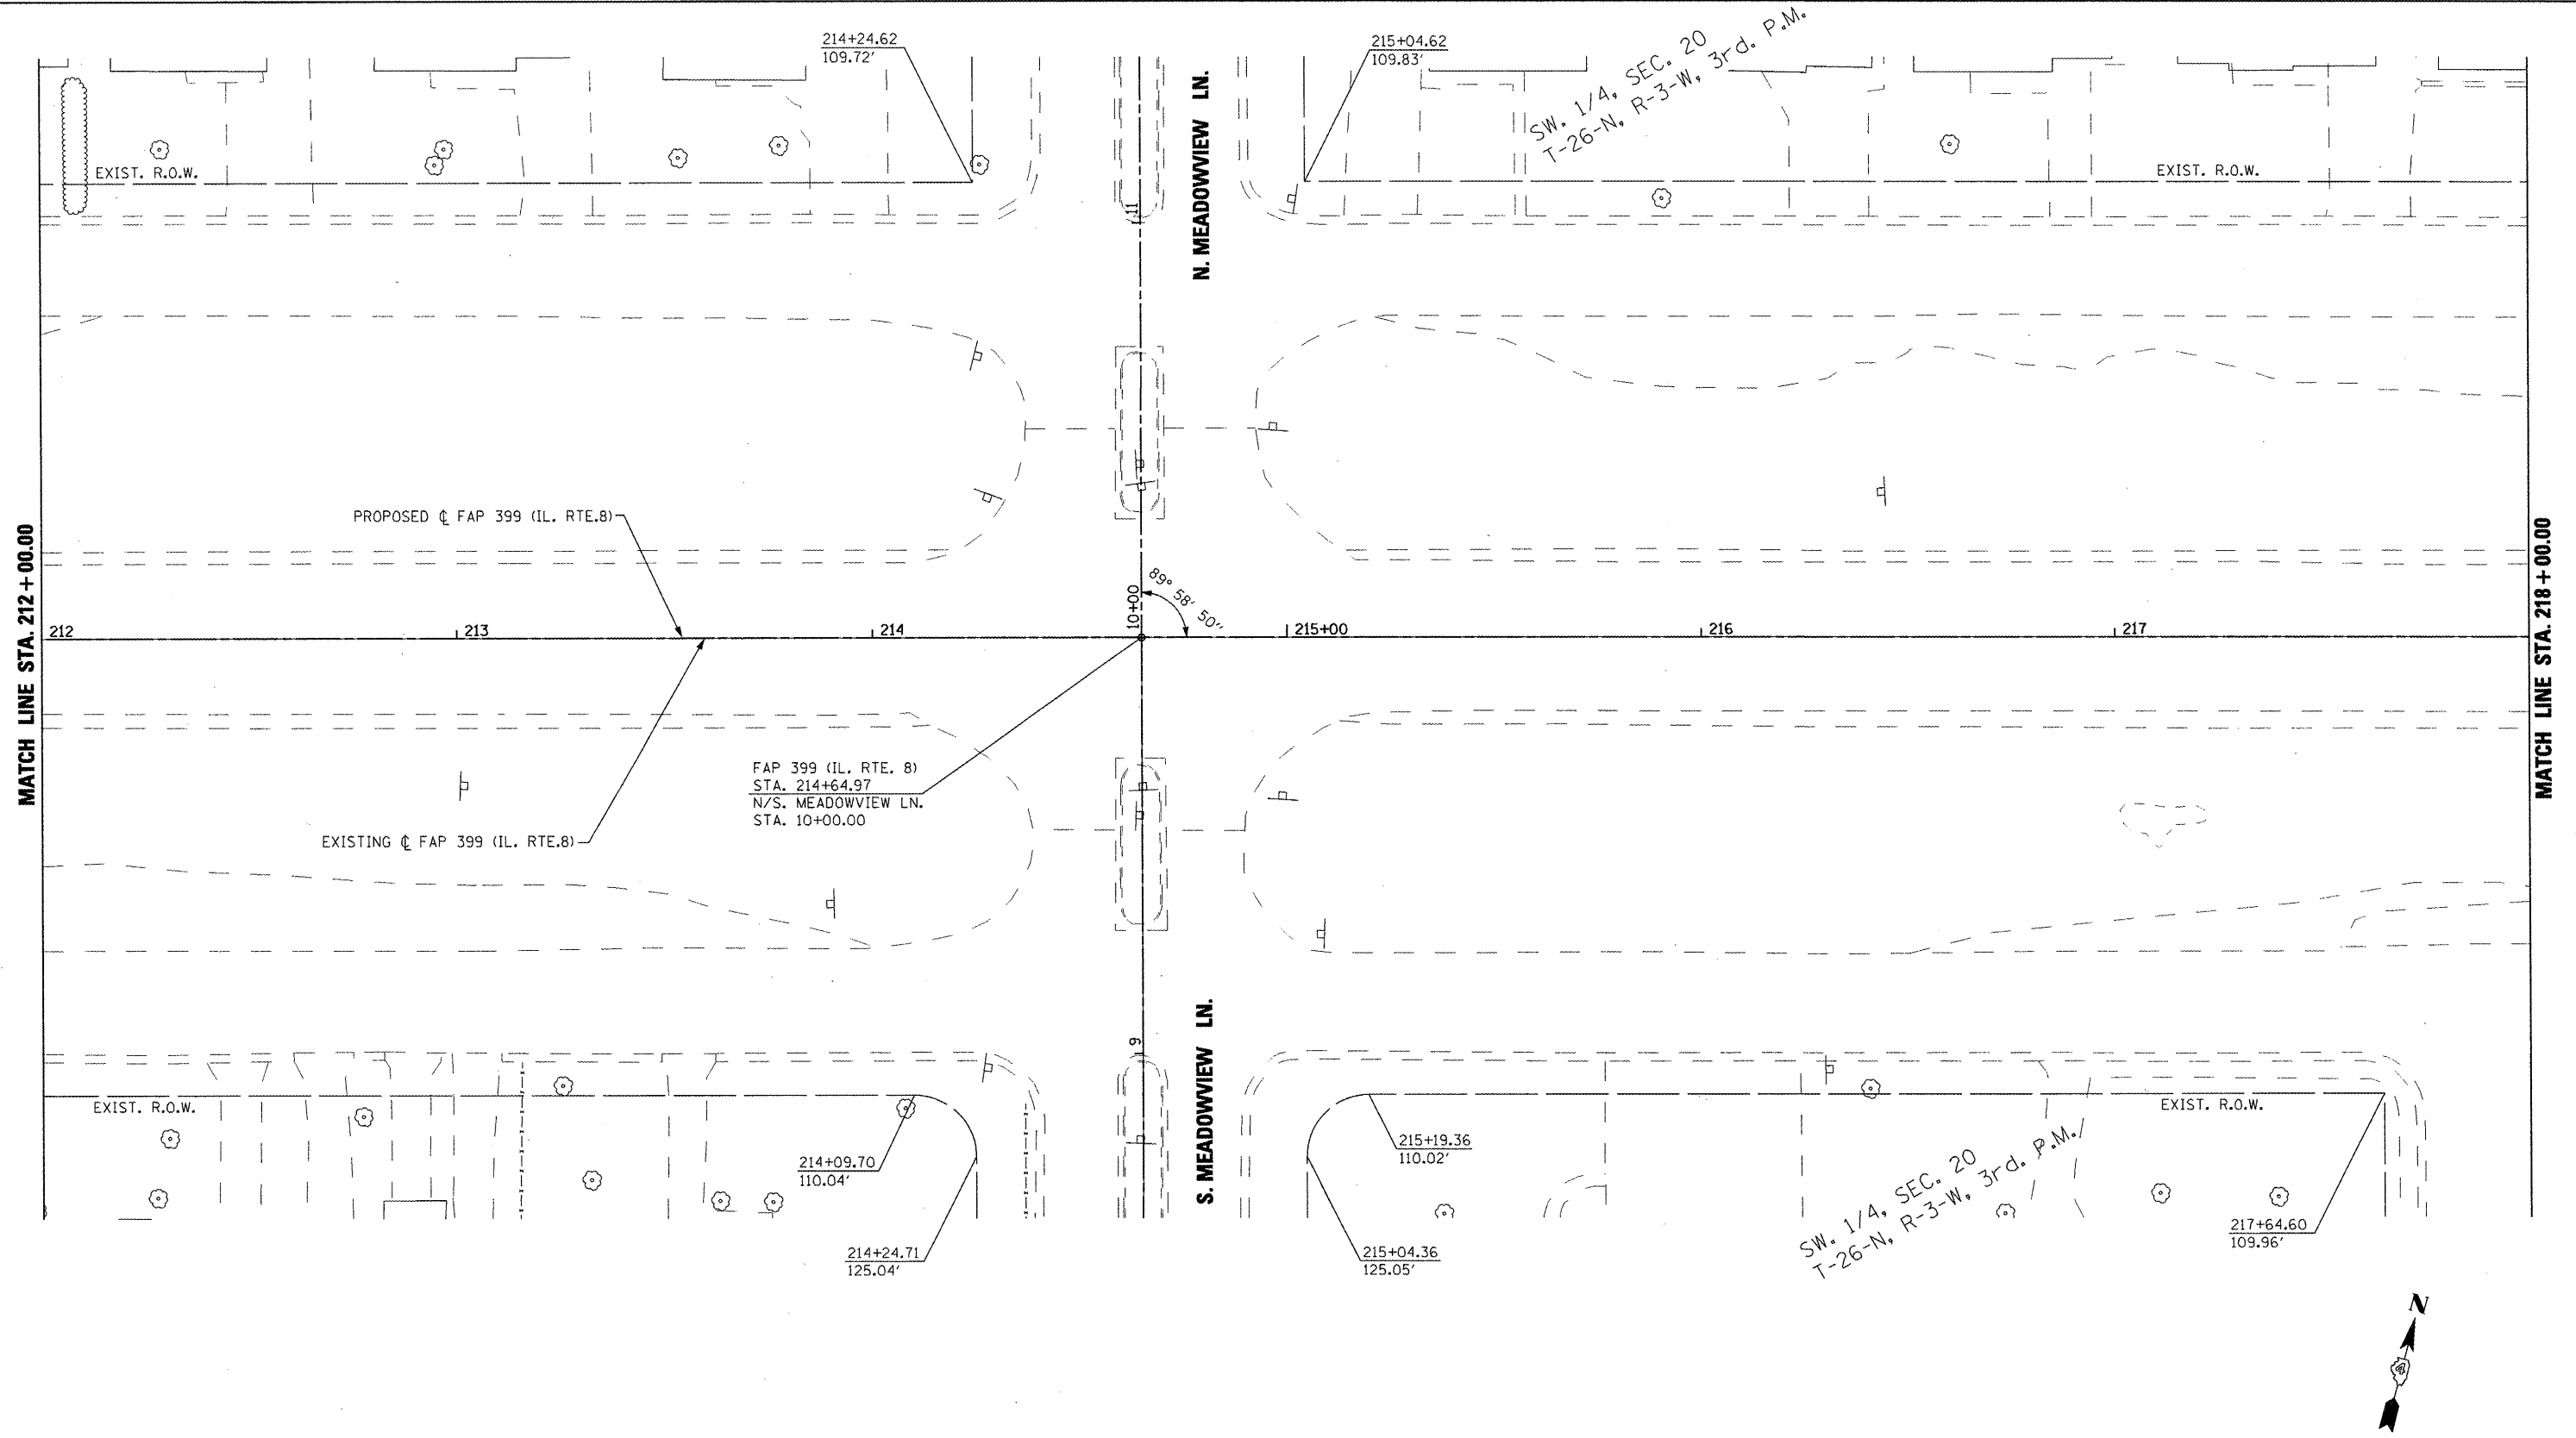 214+24.62
109.72'
215+04.62
109.83'
SW. 1/4, SEC. 20
T-26-N, R-3-W, 3rd. P.M.
N. MEADOWVIEW LN.
EXIST. R.O.W.
EXIST. R.O.W.
11
PROPOSED ℄ FAP 399 (IL. RTE.8)
MATCH LINE STA. 212+00.00
MATCH LINE STA. 218+00.00
89° 58' 50"
10+00
212
213
214
215+00
216
217
FAP 399 (IL. RTE. 8)
STA. 214+64.97
N/S. MEADOWVIEW LN.
STA. 10+00.00
EXISTING ℄ FAP 399 (IL. RTE.8)
S. MEADOWVIEW LN.
9
EXIST. R.O.W.
EXIST. R.O.W.
214+09.70
110.04'
215+19.36
110.02'
SW. 1/4, SEC. 20
T-26-N, R-3-W, 3rd. P.M.
214+24.71
125.04'
215+04.36
125.05'
217+64.60
109.96'
N
4